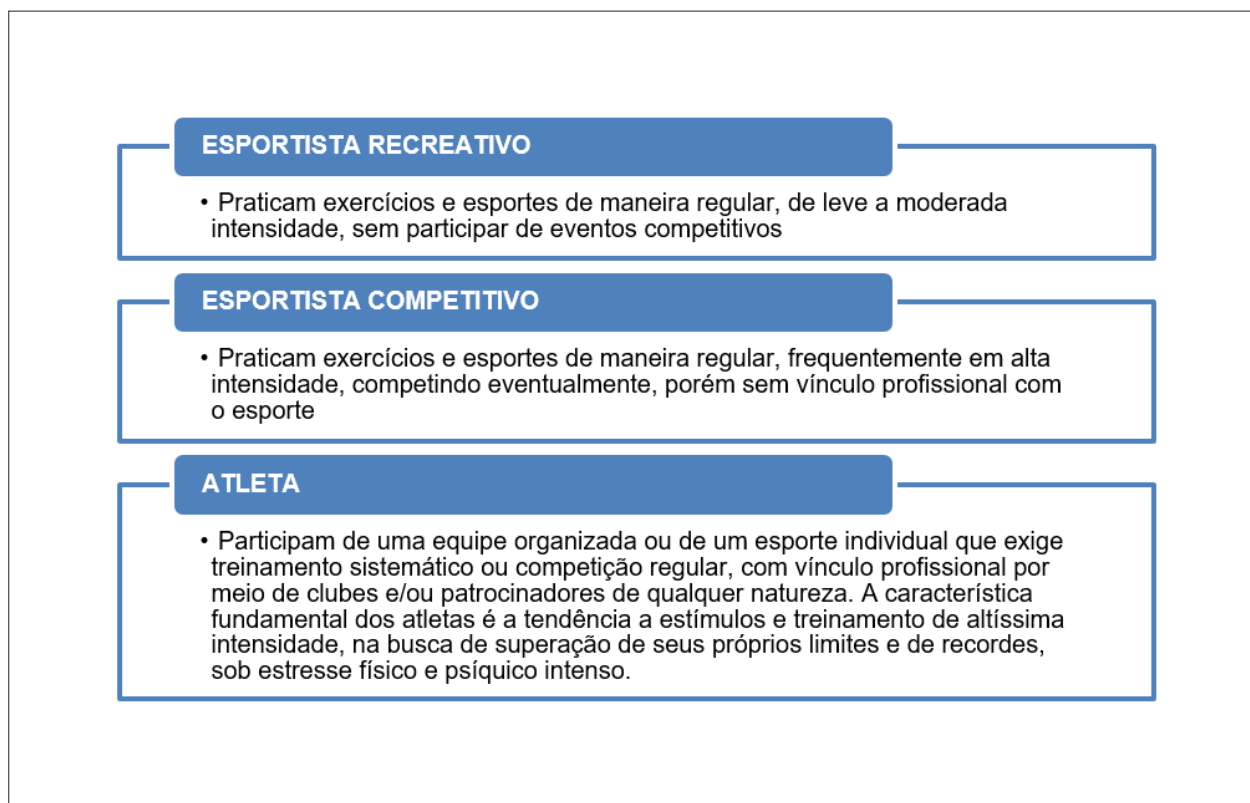 ESPORTISTA RECREATIVO
• Praticam exercícios e esportes de maneira regular, de leve a moderada
intensidade, sem participar de eventos competitivos
ESPORTISTA COMPETITIVO
• Praticam exercícios e esportes de maneira regular, frequentemente em alta
intensidade, competindo eventualmente, porém sem vínculo profissional com
o esporte
ATLETA
• Participam de uma equipe organizada ou de um esporte individual que exige
treinamento sistemático ou competição regular, com vínculo profissional por
meio de clubes e/ou patrocinadores de qualquer natureza. A característica
fundamental dos atletas é a tendência a estímulos e treinamento de altíssima
intensidade, na busca de superação de seus próprios limites e de recordes,
sob estresse físico e psíquico intenso.